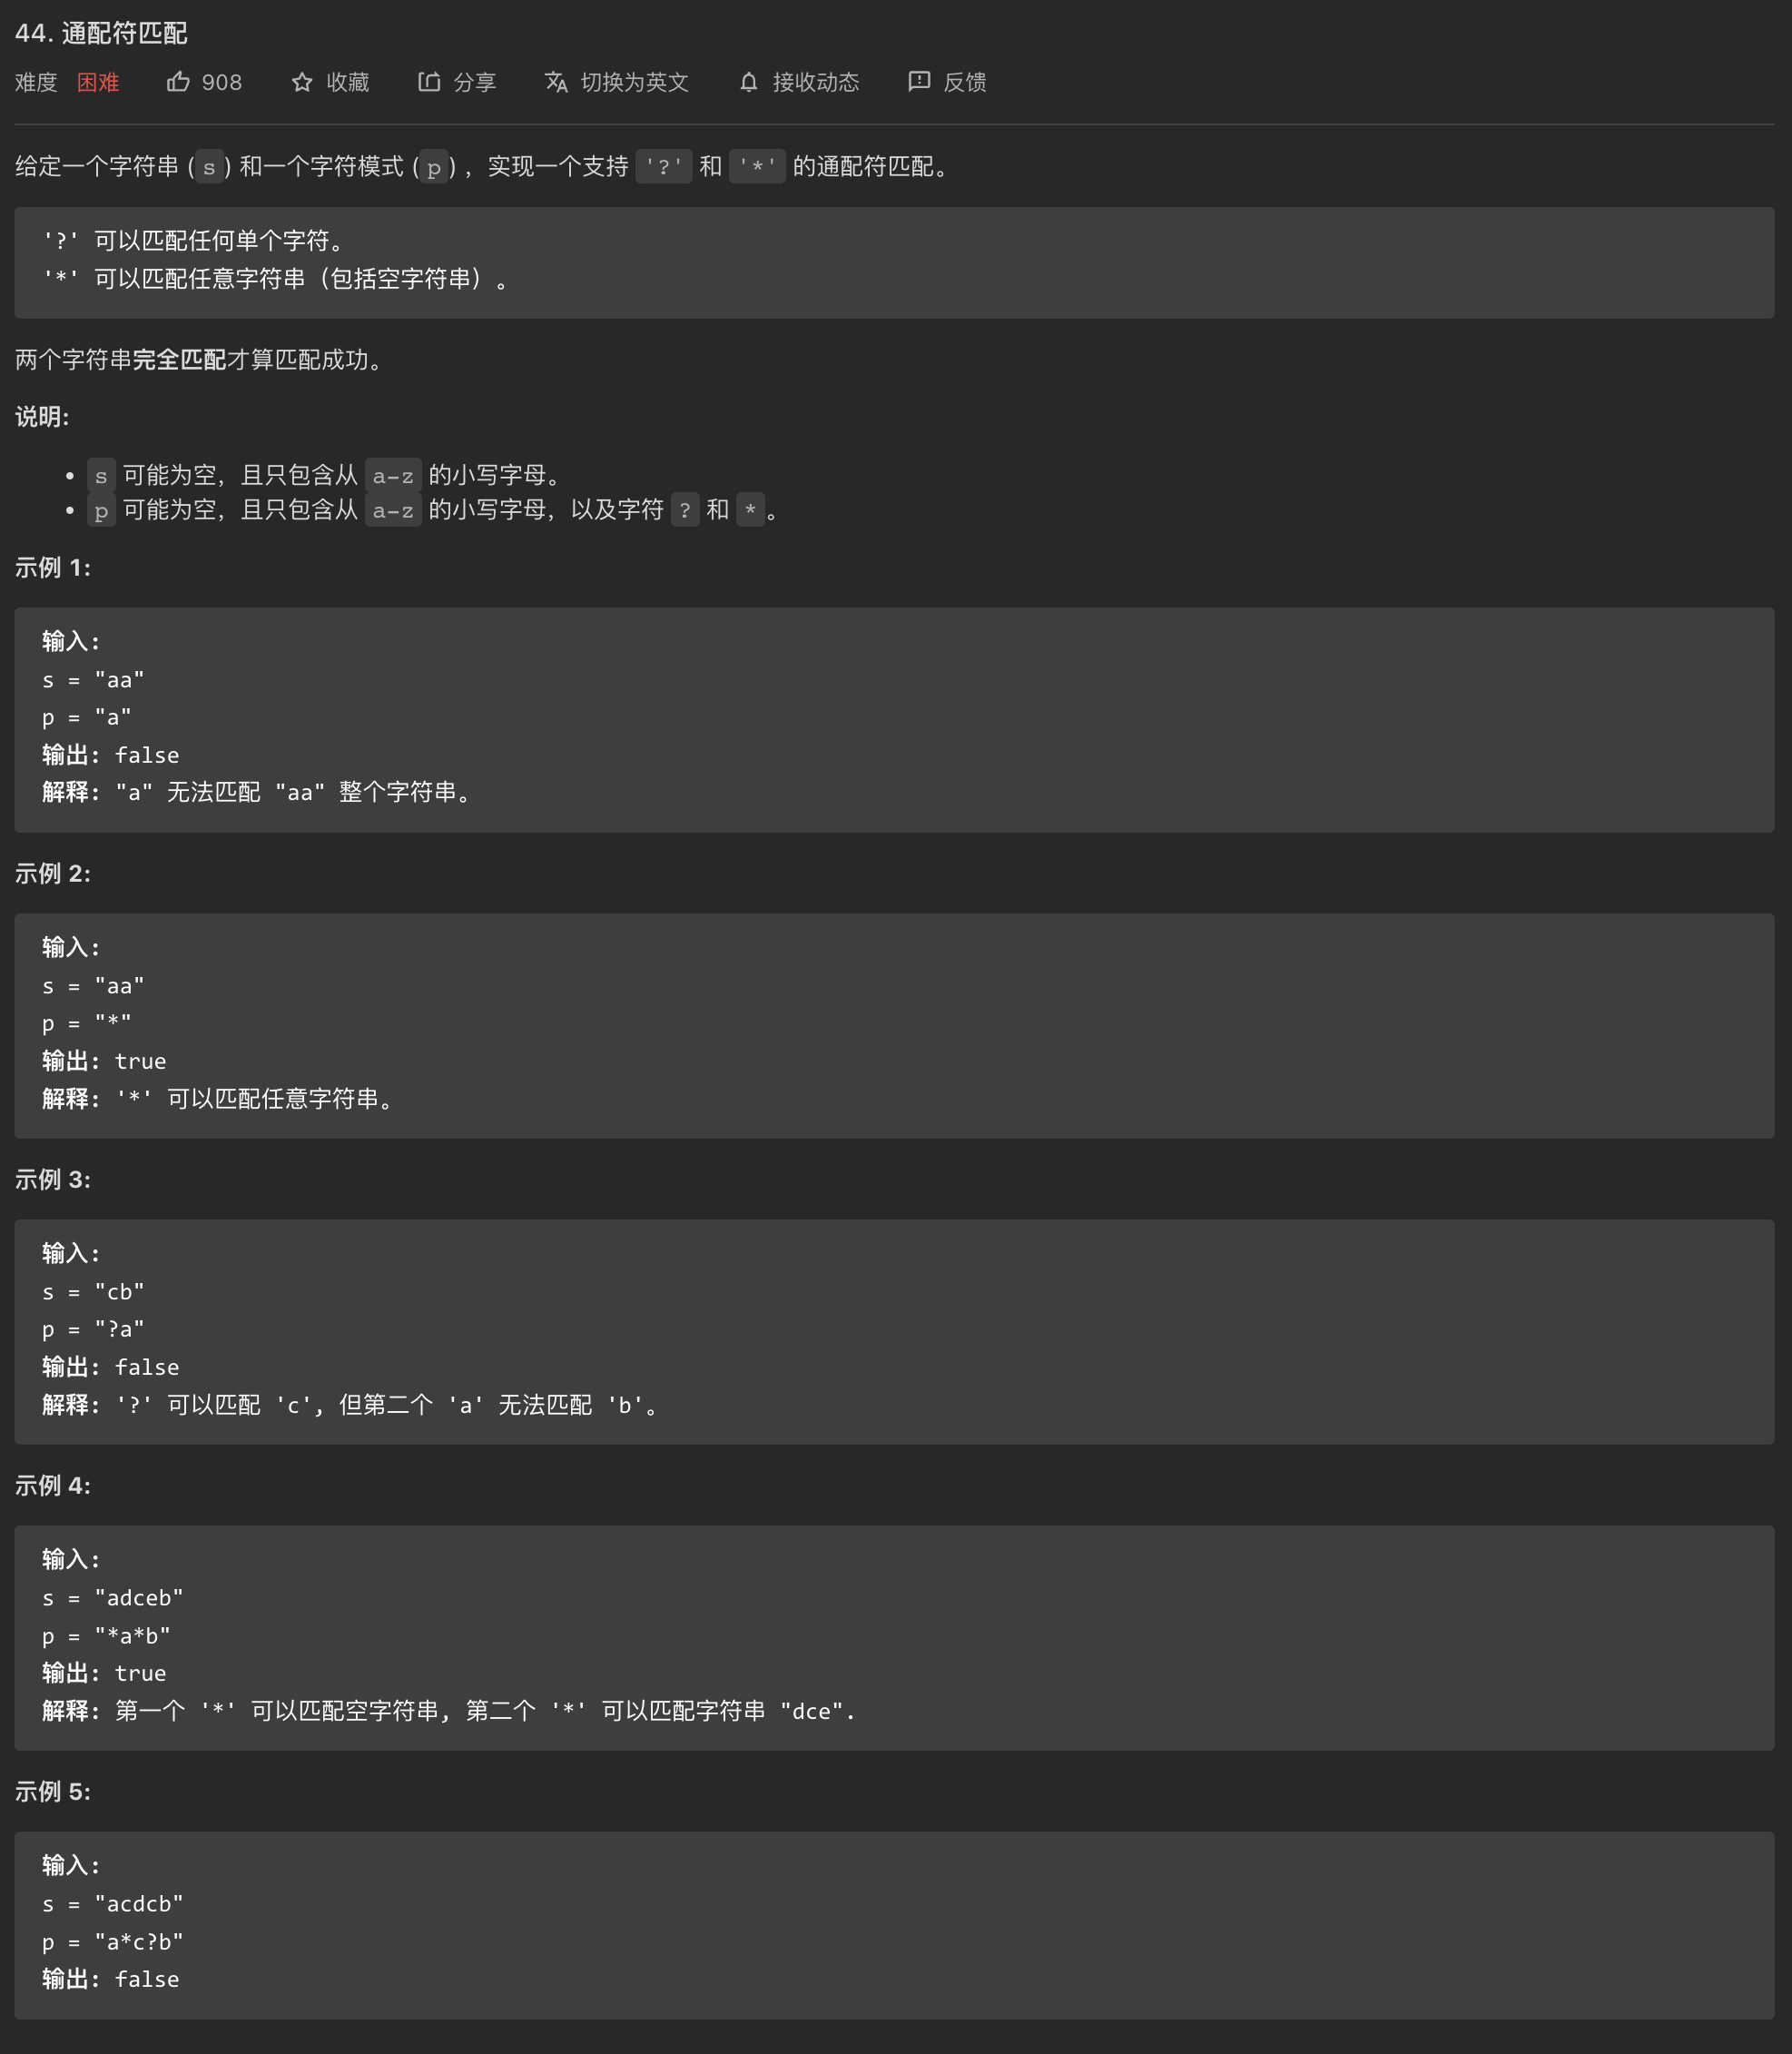 44. 通配符匹配
难度 困难 908 收藏 分享 切换为英文 接收动态 反馈
给定一个字符串 (s) 和一个字符模式 (p) ，实现一个支持 '?' 和 '*' 的通配符匹配。
'?' 可以匹配任何单个字符。
'*' 可以匹配任意字符串（包括空字符串）。
两个字符串完全匹配才算匹配成功。
说明:
• s 可能为空，且只包含从 a-z 的小写字母。
• p 可能为空，且只包含从 a-z 的小写字母，以及字符 ? 和 *。
示例 1:
输入:
s = "aa"
p = "a"
输出: false
解释: "a" 无法匹配 "aa" 整个字符串。
示例 2:
输入:
s = "aa"
p = "*"
输出: true
解释: '*' 可以匹配任意字符串。
示例 3:
输入:
s = "cb"
p = "?a"
输出: false
解释: '?' 可以匹配 'c', 但第二个 'a' 无法匹配 'b'。
示例 4:
输入:
s = "adceb"
p = "*a*b"
输出: true
解释: 第一个 '*' 可以匹配空字符串, 第二个 '*' 可以匹配字符串 "dce".
示例 5:
输入:
s = "acdcb"
p = "a*c?b"
输出: false